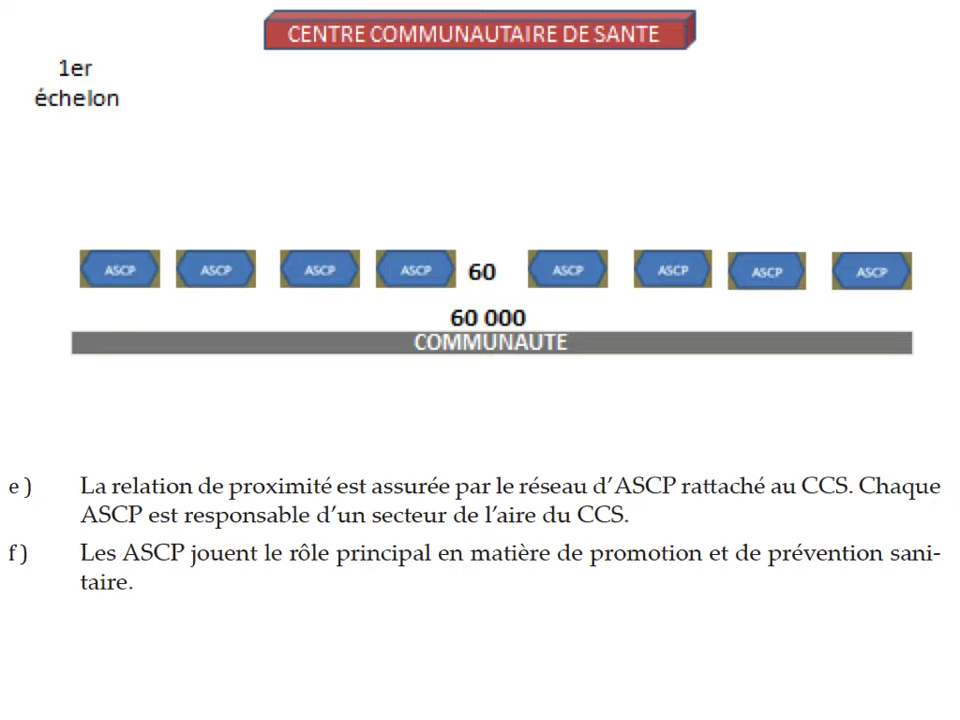 CENTRE COMMUNAUTAIRE DE SANTE
1er
échelon
ASCP ASCP ASCP ASCP 60 ASCP ASCP ASCP ASCP
60 000
COMMUNAUTE
e ) La relation de proximité est assurée par le réseau d’ASCP rattaché au CCS. Chaque
ASCP est responsable d’un secteur de l’aire du CCS.
f ) Les ASCP jouent le rôle principal en matière de promotion et de prévention sani-
taire.